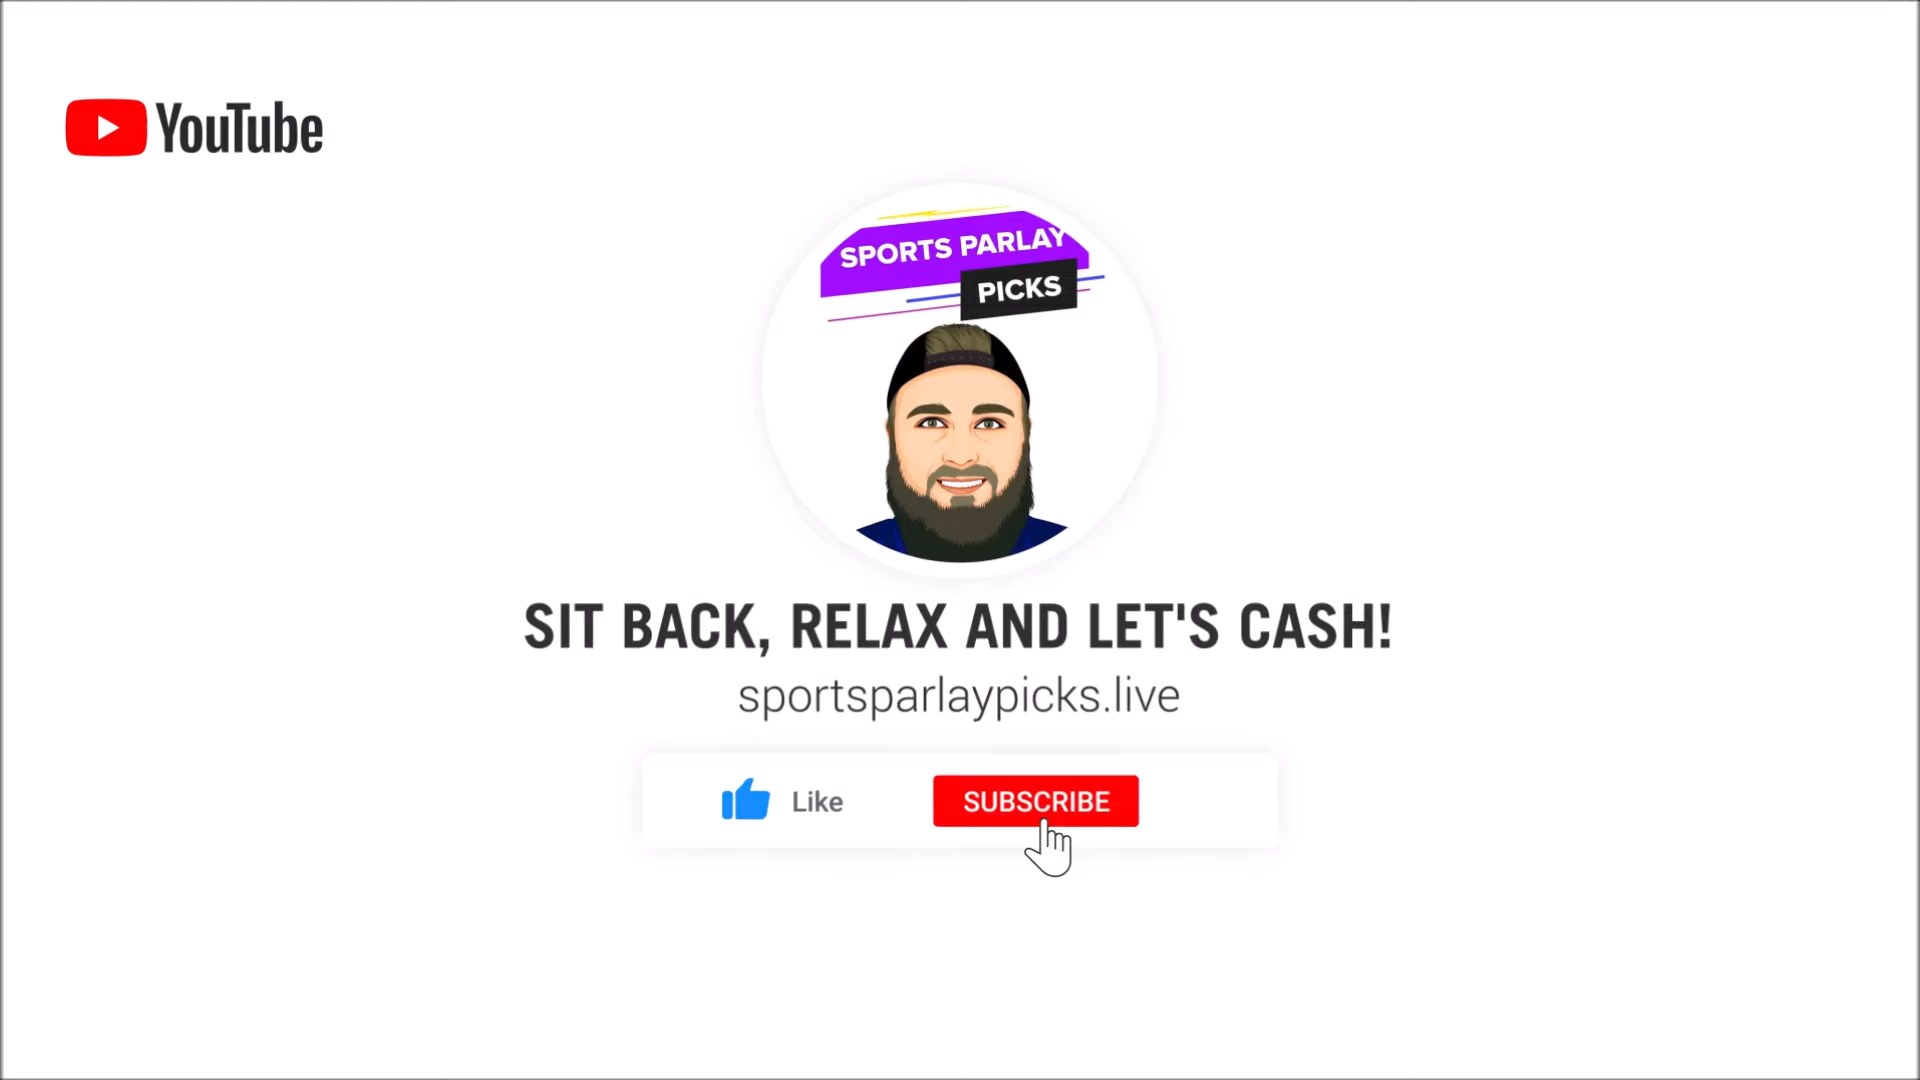 YouTube
SPORTS PARLAY
PICKS
SIT BACK, RELAX AND LET'S CASH!
sportsparlaypicks.live
Like
SUBSCRIBE